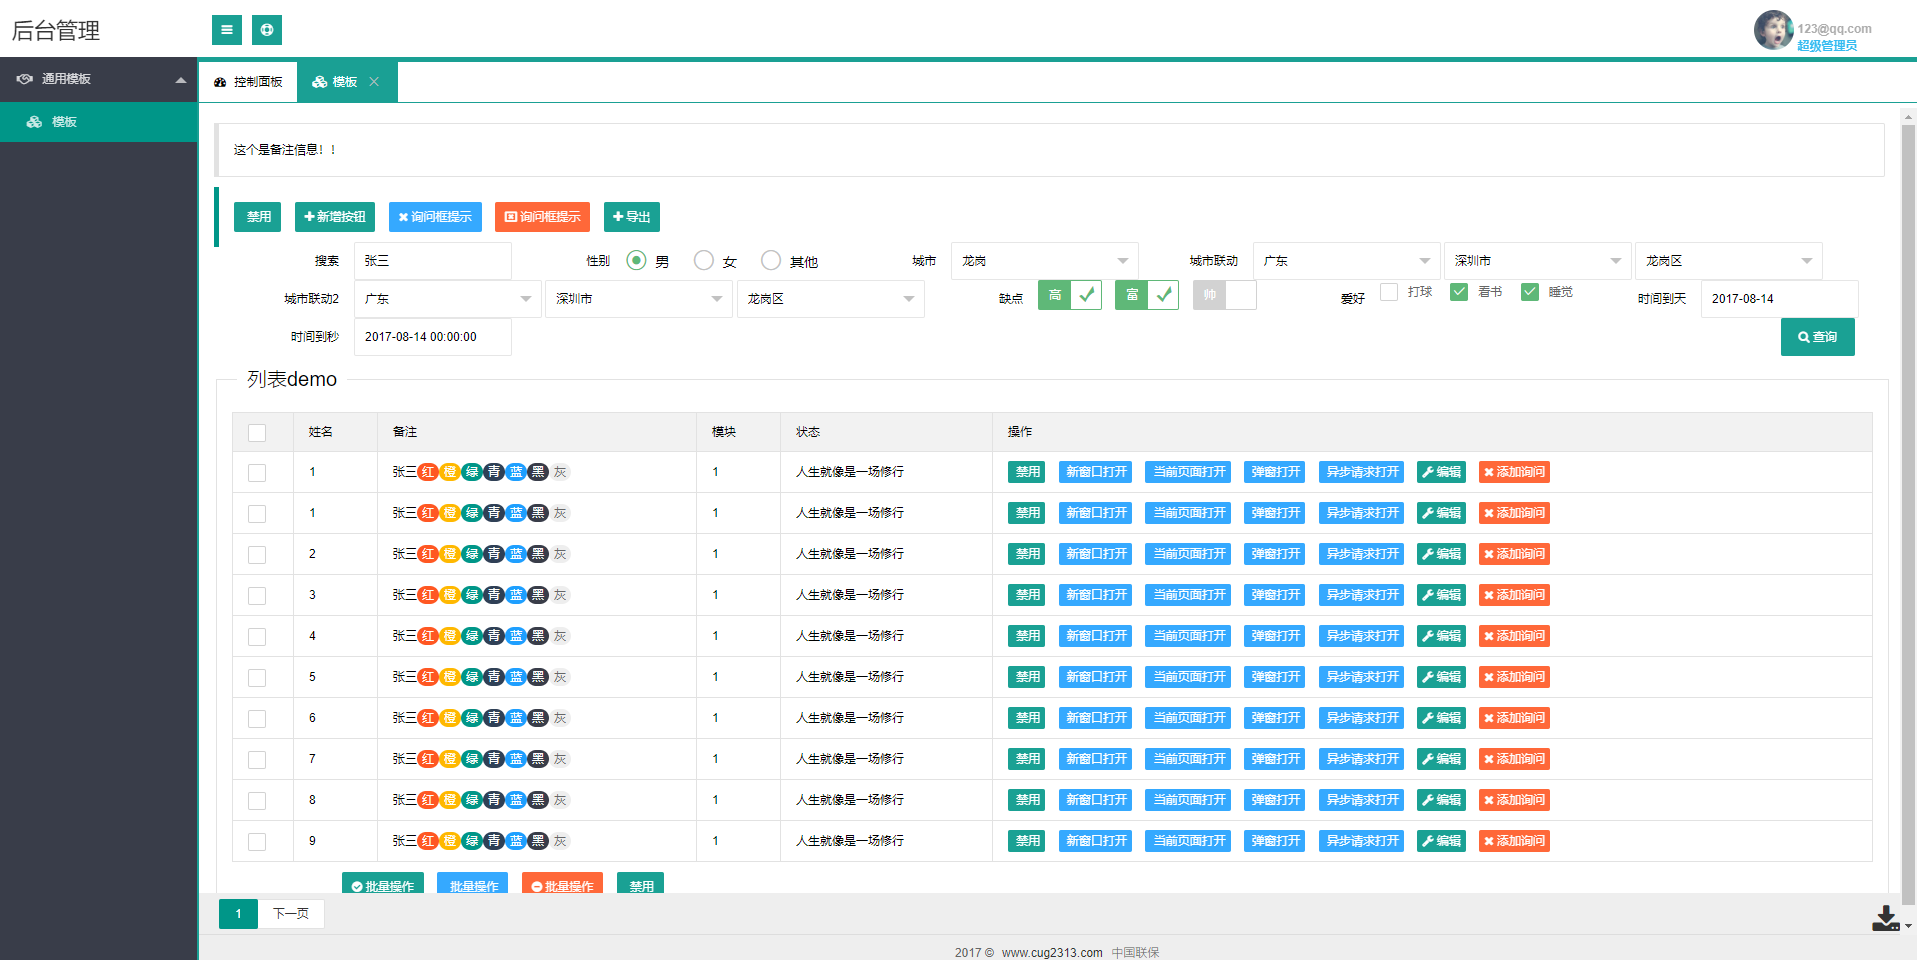 后台管理
123@qq.com
超级管理员
通用模板
模板
控制面板 模板
这个是备注信息！！
禁用 新增按钮 询问框提示 询问框提示 导出
搜索 张三 性别 男 女 其他 城市 龙岗 城市联动 广东 深圳市 龙岗区
城市联动2 广东 深圳市 龙岗区 缺点 高 富 帅 爱好 打球 看书 睡觉 时间到天 2017-08-14
时间到秒 2017-08-14 00:00:00 查询
列表demo
姓名 备注 模块 状态 操作
1 张三 红 橙 绿 青 蓝 黑 灰 1 人生就像是一场修行 禁用 新窗口打开 当前页面打开 弹窗打开 异步请求打开 编辑 添加询问
1 张三 红 橙 绿 青 蓝 黑 灰 1 人生就像是一场修行 禁用 新窗口打开 当前页面打开 弹窗打开 异步请求打开 编辑 添加询问
2 张三 红 橙 绿 青 蓝 黑 灰 1 人生就像是一场修行 禁用 新窗口打开 当前页面打开 弹窗打开 异步请求打开 编辑 添加询问
3 张三 红 橙 绿 青 蓝 黑 灰 1 人生就像是一场修行 禁用 新窗口打开 当前页面打开 弹窗打开 异步请求打开 编辑 添加询问
4 张三 红 橙 绿 青 蓝 黑 灰 1 人生就像是一场修行 禁用 新窗口打开 当前页面打开 弹窗打开 异步请求打开 编辑 添加询问
5 张三 红 橙 绿 青 蓝 黑 灰 1 人生就像是一场修行 禁用 新窗口打开 当前页面打开 弹窗打开 异步请求打开 编辑 添加询问
6 张三 红 橙 绿 青 蓝 黑 灰 1 人生就像是一场修行 禁用 新窗口打开 当前页面打开 弹窗打开 异步请求打开 编辑 添加询问
7 张三 红 橙 绿 青 蓝 黑 灰 1 人生就像是一场修行 禁用 新窗口打开 当前页面打开 弹窗打开 异步请求打开 编辑 添加询问
8 张三 红 橙 绿 青 蓝 黑 灰 1 人生就像是一场修行 禁用 新窗口打开 当前页面打开 弹窗打开 异步请求打开 编辑 添加询问
9 张三 红 橙 绿 青 蓝 黑 灰 1 人生就像是一场修行 禁用 新窗口打开 当前页面打开 弹窗打开 异步请求打开 编辑 添加询问
批量操作 批量操作 批量操作 禁用
1 下一页
2017 © www.cug2313.com 中国联保